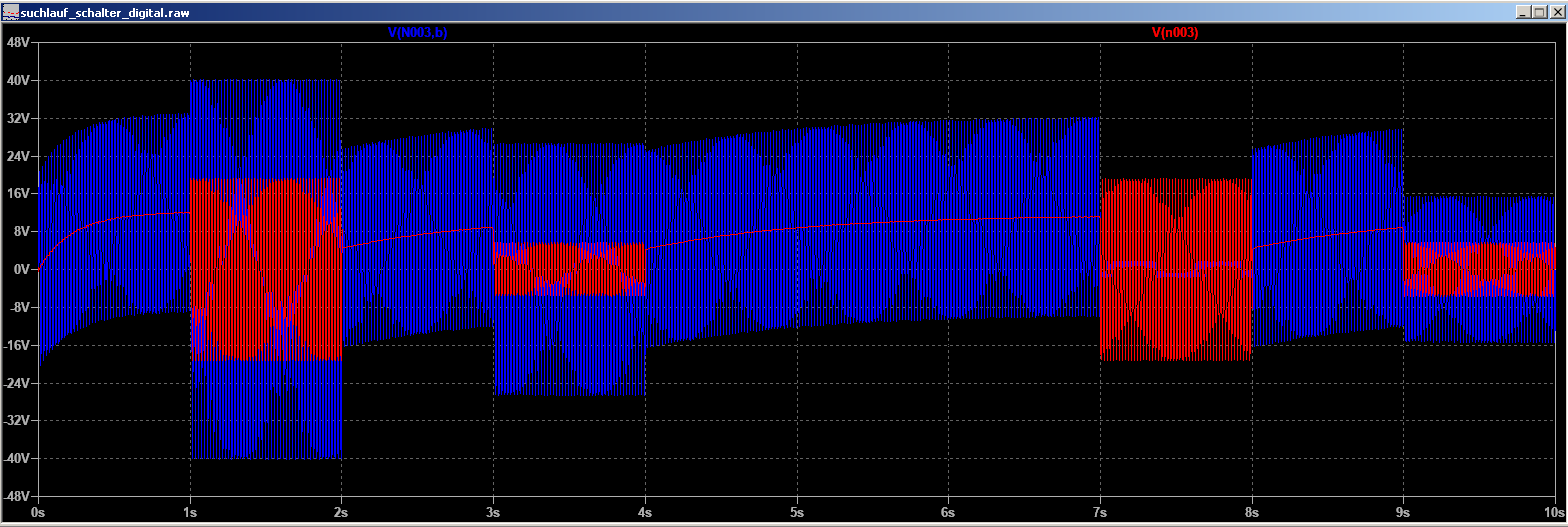 suchlauf_schalter_digital.raw
V(N003,b) V(n003)
48V
40V
32V
24V
16V
8V
0V
-8V
-16V
-24V
-32V
-40V
-48V
0s 1s 2s 3s 4s 5s 6s 7s 8s 9s 10s